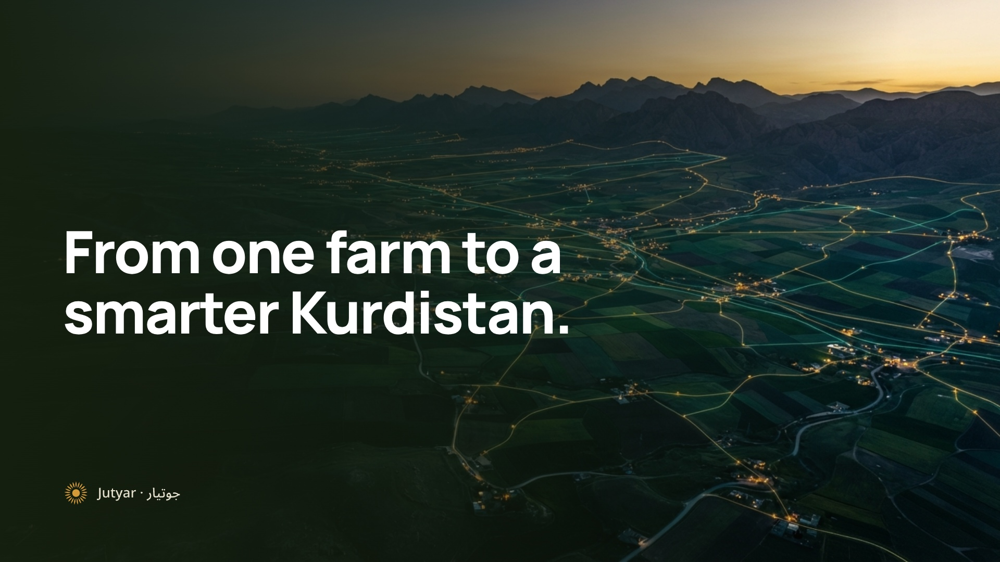 From one farm to a
smarter Kurdistan.
Jutyar · جوتیار